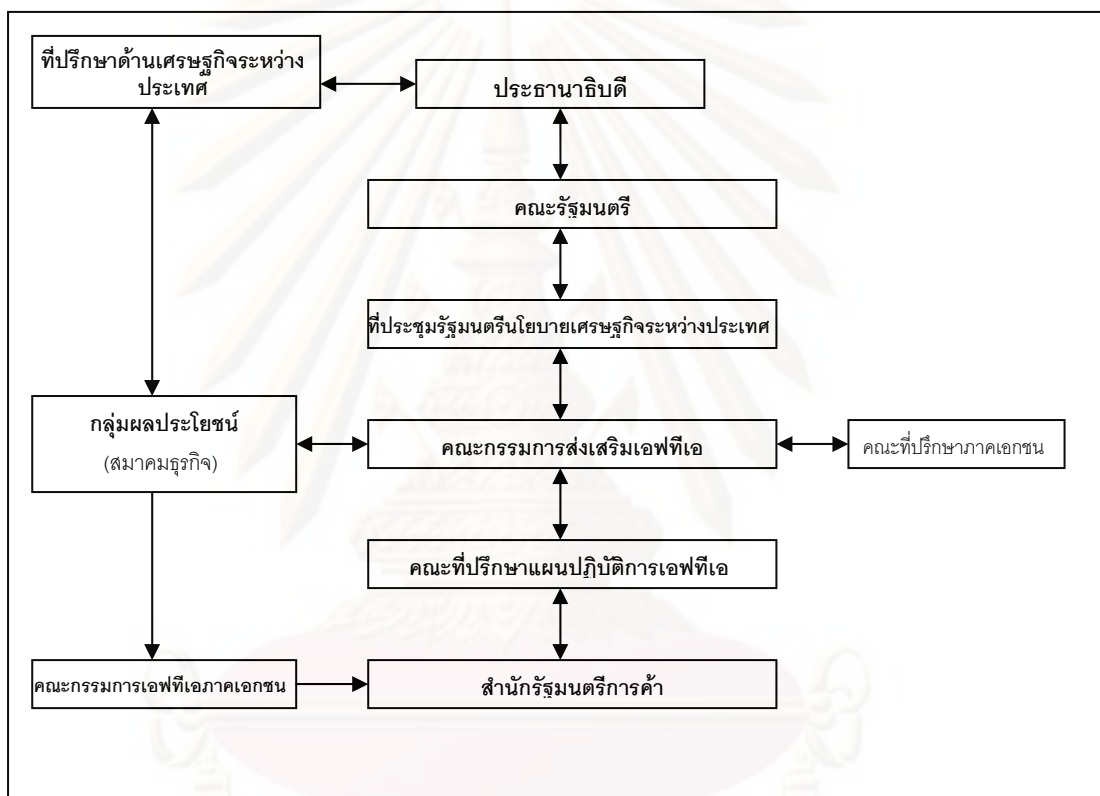 ที่ปรึกษาด้านเศรษฐกิจระหว่าง
ประเทศ
ประธานาธิบดี
คณะรัฐมนตรี
ที่ประชุมรัฐมนตรีนโยบายเศรษฐกิจระหว่างประเทศ
กลุ่มผลประโยชน์
(สมาคมธุรกิจ)
คณะกรรมการส่งเสริมเอฟทีเอ
คณะที่ปรึกษาภาคเอกชน
คณะที่ปรึกษาแผนปฏิบัติการเอฟทีเอ
คณะกรรมการเอฟทีเอภาคเอกชน
สำนักรัฐมนตรีการค้า